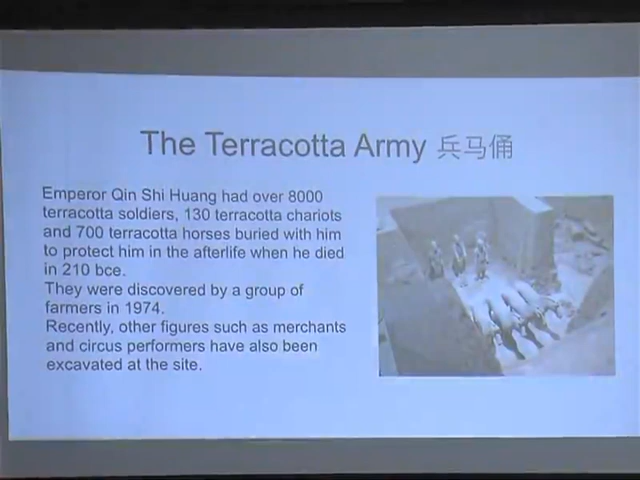 The Terracotta Army 兵马俑
Emperor Qin Shi Huang had over 8000
terracotta soldiers, 130 terracotta chariots
and 700 terracotta horses buried with him
to protect him in the afterlife when he died
in 210 bce.
They were discovered by a group of
farmers in 1974.
Recently, other figures such as merchants
and circus performers have also been
excavated at the site.